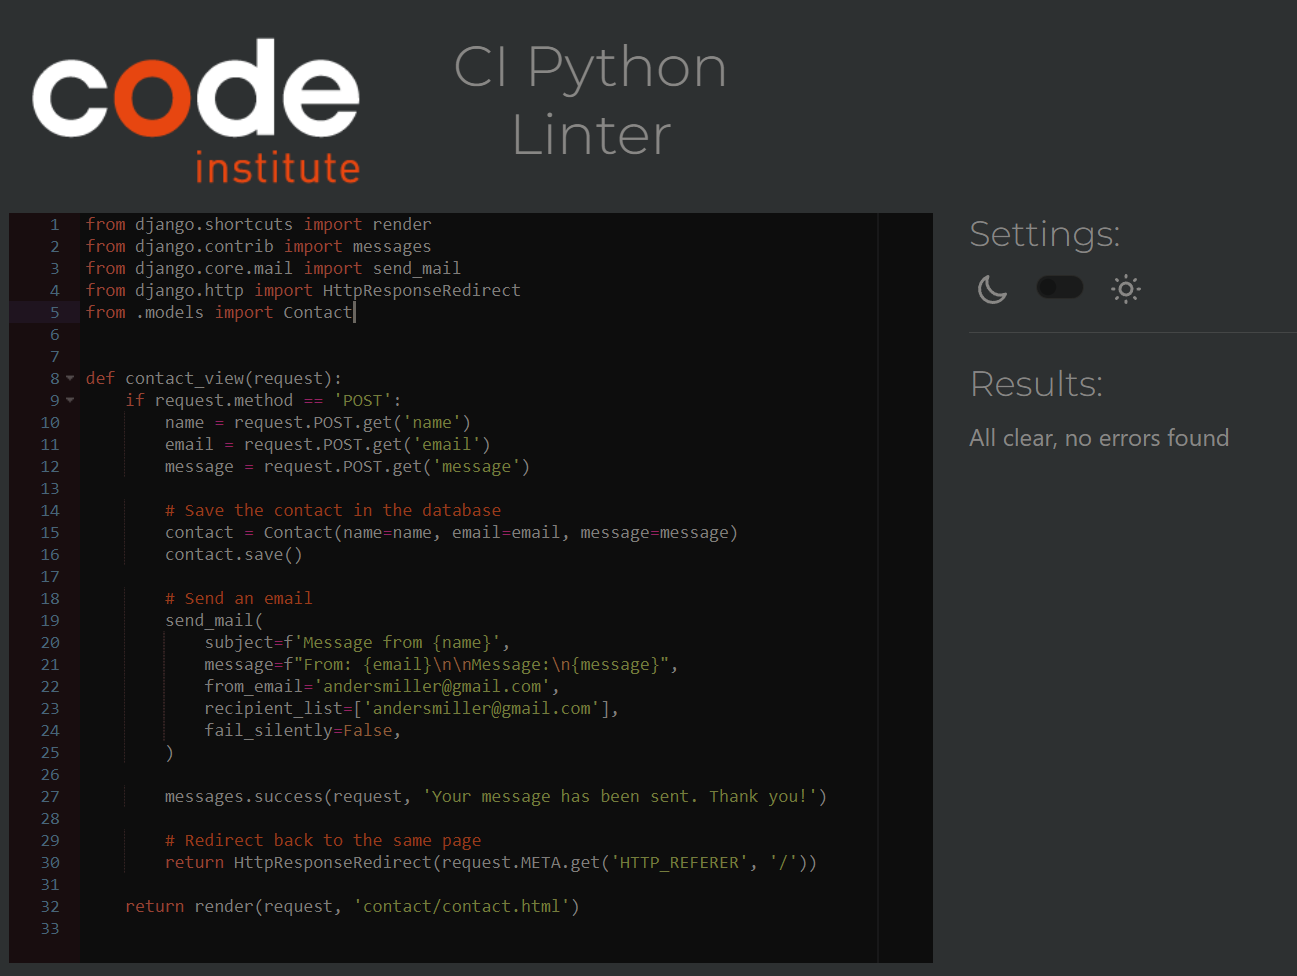 code
institute
CI Python
Linter
1 from django.shortcuts import render
2 from django.contrib import messages
3 from django.core.mail import send_mail
4 from django.http import HttpResponseRedirect
5 from .models import Contact
6
7
8 def contact_view(request):
9     if request.method == 'POST':
10         name = request.POST.get('name')
11         email = request.POST.get('email')
12         message = request.POST.get('message')
13
14         # Save the contact in the database
15         contact = Contact(name=name, email=email, message=message)
16         contact.save()
17
18         # Send an email
19         send_mail(
20             subject=f'Message from {name}',
21             message=f"From: {email}\n\nMessage:\n{message}",
22             from_email='andersmiller@gmail.com',
23             recipient_list=['andersmiller@gmail.com'],
24             fail_silently=False,
25         )
26
27         messages.success(request, 'Your message has been sent. Thank you!')
28
29         # Redirect back to the same page
30         return HttpResponseRedirect(request.META.get('HTTP_REFERER', '/'))
31
32     return render(request, 'contact/contact.html')
33
Settings:
Results:
All clear, no errors found